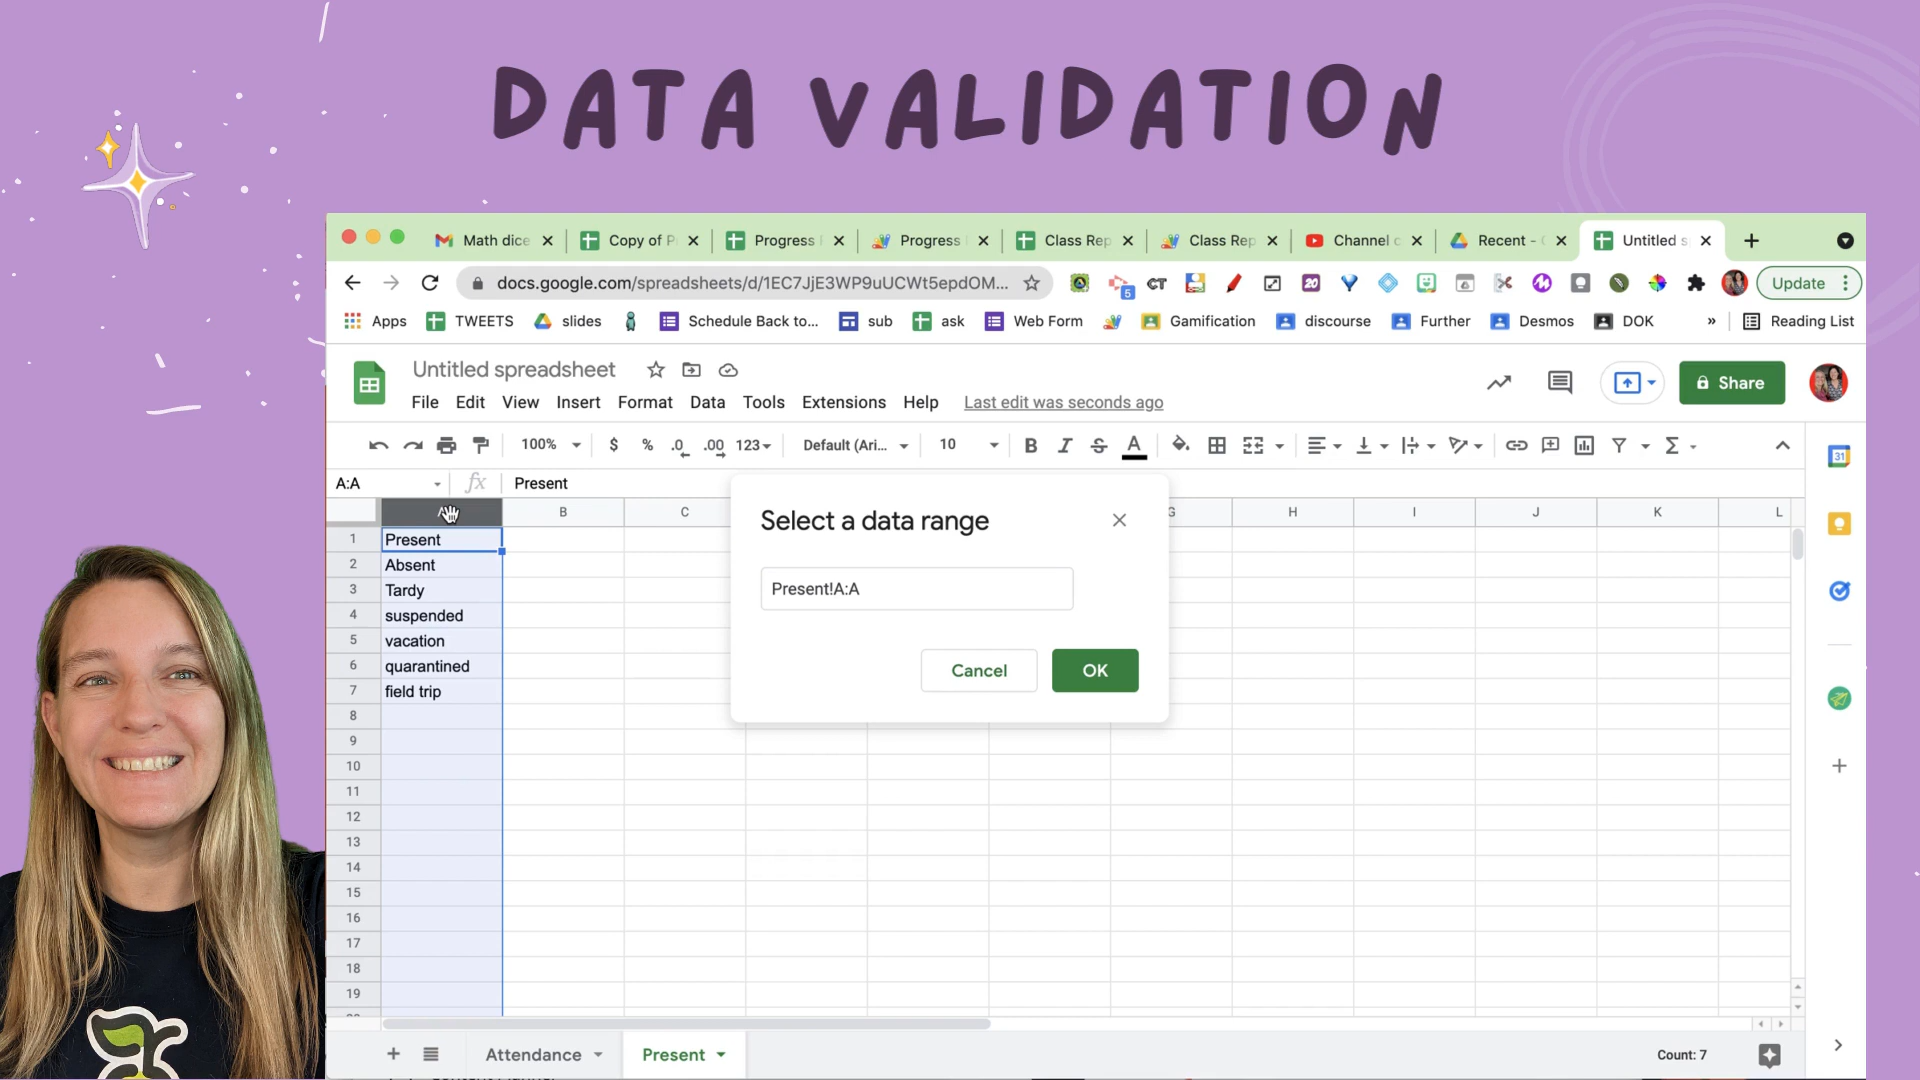 DATA VALIDATION
Math dice
Copy of P
Progress
Progress
Class Rep
Class Rep
Channel c
Recent -
Untitled s
docs.google.com/spreadsheets/d/1EC7JjE3WP9uUCWt5epdOM...
5
CT
20
Update
Apps
TWEETS
slides
Schedule Back to...
sub
ask
Web Form
Gamification
discourse
Further
Desmos
DOK
»
Reading List
Untitled spreadsheet
File Edit View Insert Format Data Tools Extensions Help Last edit was seconds ago
Share
100%
$ % .0 .00 123
Default (Ari...
10
B I S A
Σ
31
A:A
fx
Present
B C G H I J K L
Select a data range
Present!A:A
Cancel OK
1 Present
2 Absent
3 Tardy
4 suspended
5 vacation
6 quarantined
7 field trip
8
9
10
11
12
13
14
15
16
17
18
19
Attendance
Present
Count: 7